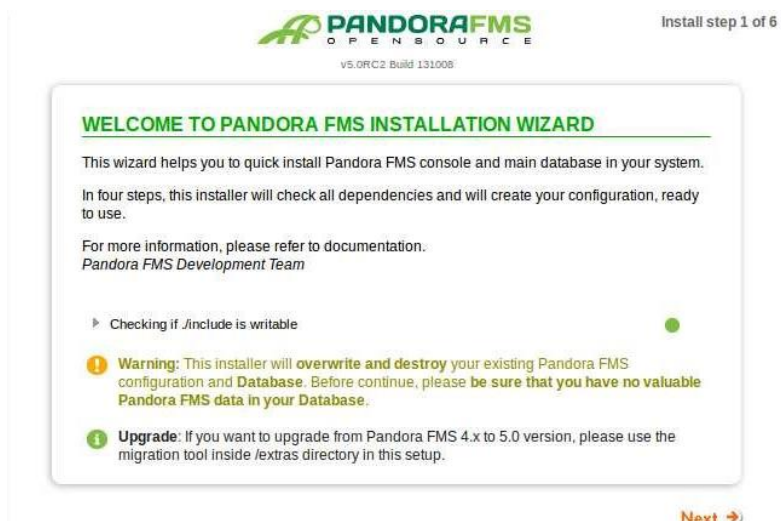 PANDORAFMS
OPENSOURCE
Install step 1 of 6
v5.0RC2 Build 131008
WELCOME TO PANDORA FMS INSTALLATION WIZARD
This wizard helps you to quick install Pandora FMS console and main database in your system.
In four steps, this installer will check all dependencies and will create your configuration, ready
to use.
For more information, please refer to documentation.
Pandora FMS Development Team
Checking if ./include is writable
Warning: This installer will overwrite and destroy your existing Pandora FMS
configuration and Database. Before continue, please be sure that you have no valuable
Pandora FMS data in your Database.
Upgrade: If you want to upgrade from Pandora FMS 4.x to 5.0 version, please use the
migration tool inside /extras directory in this setup.
Next